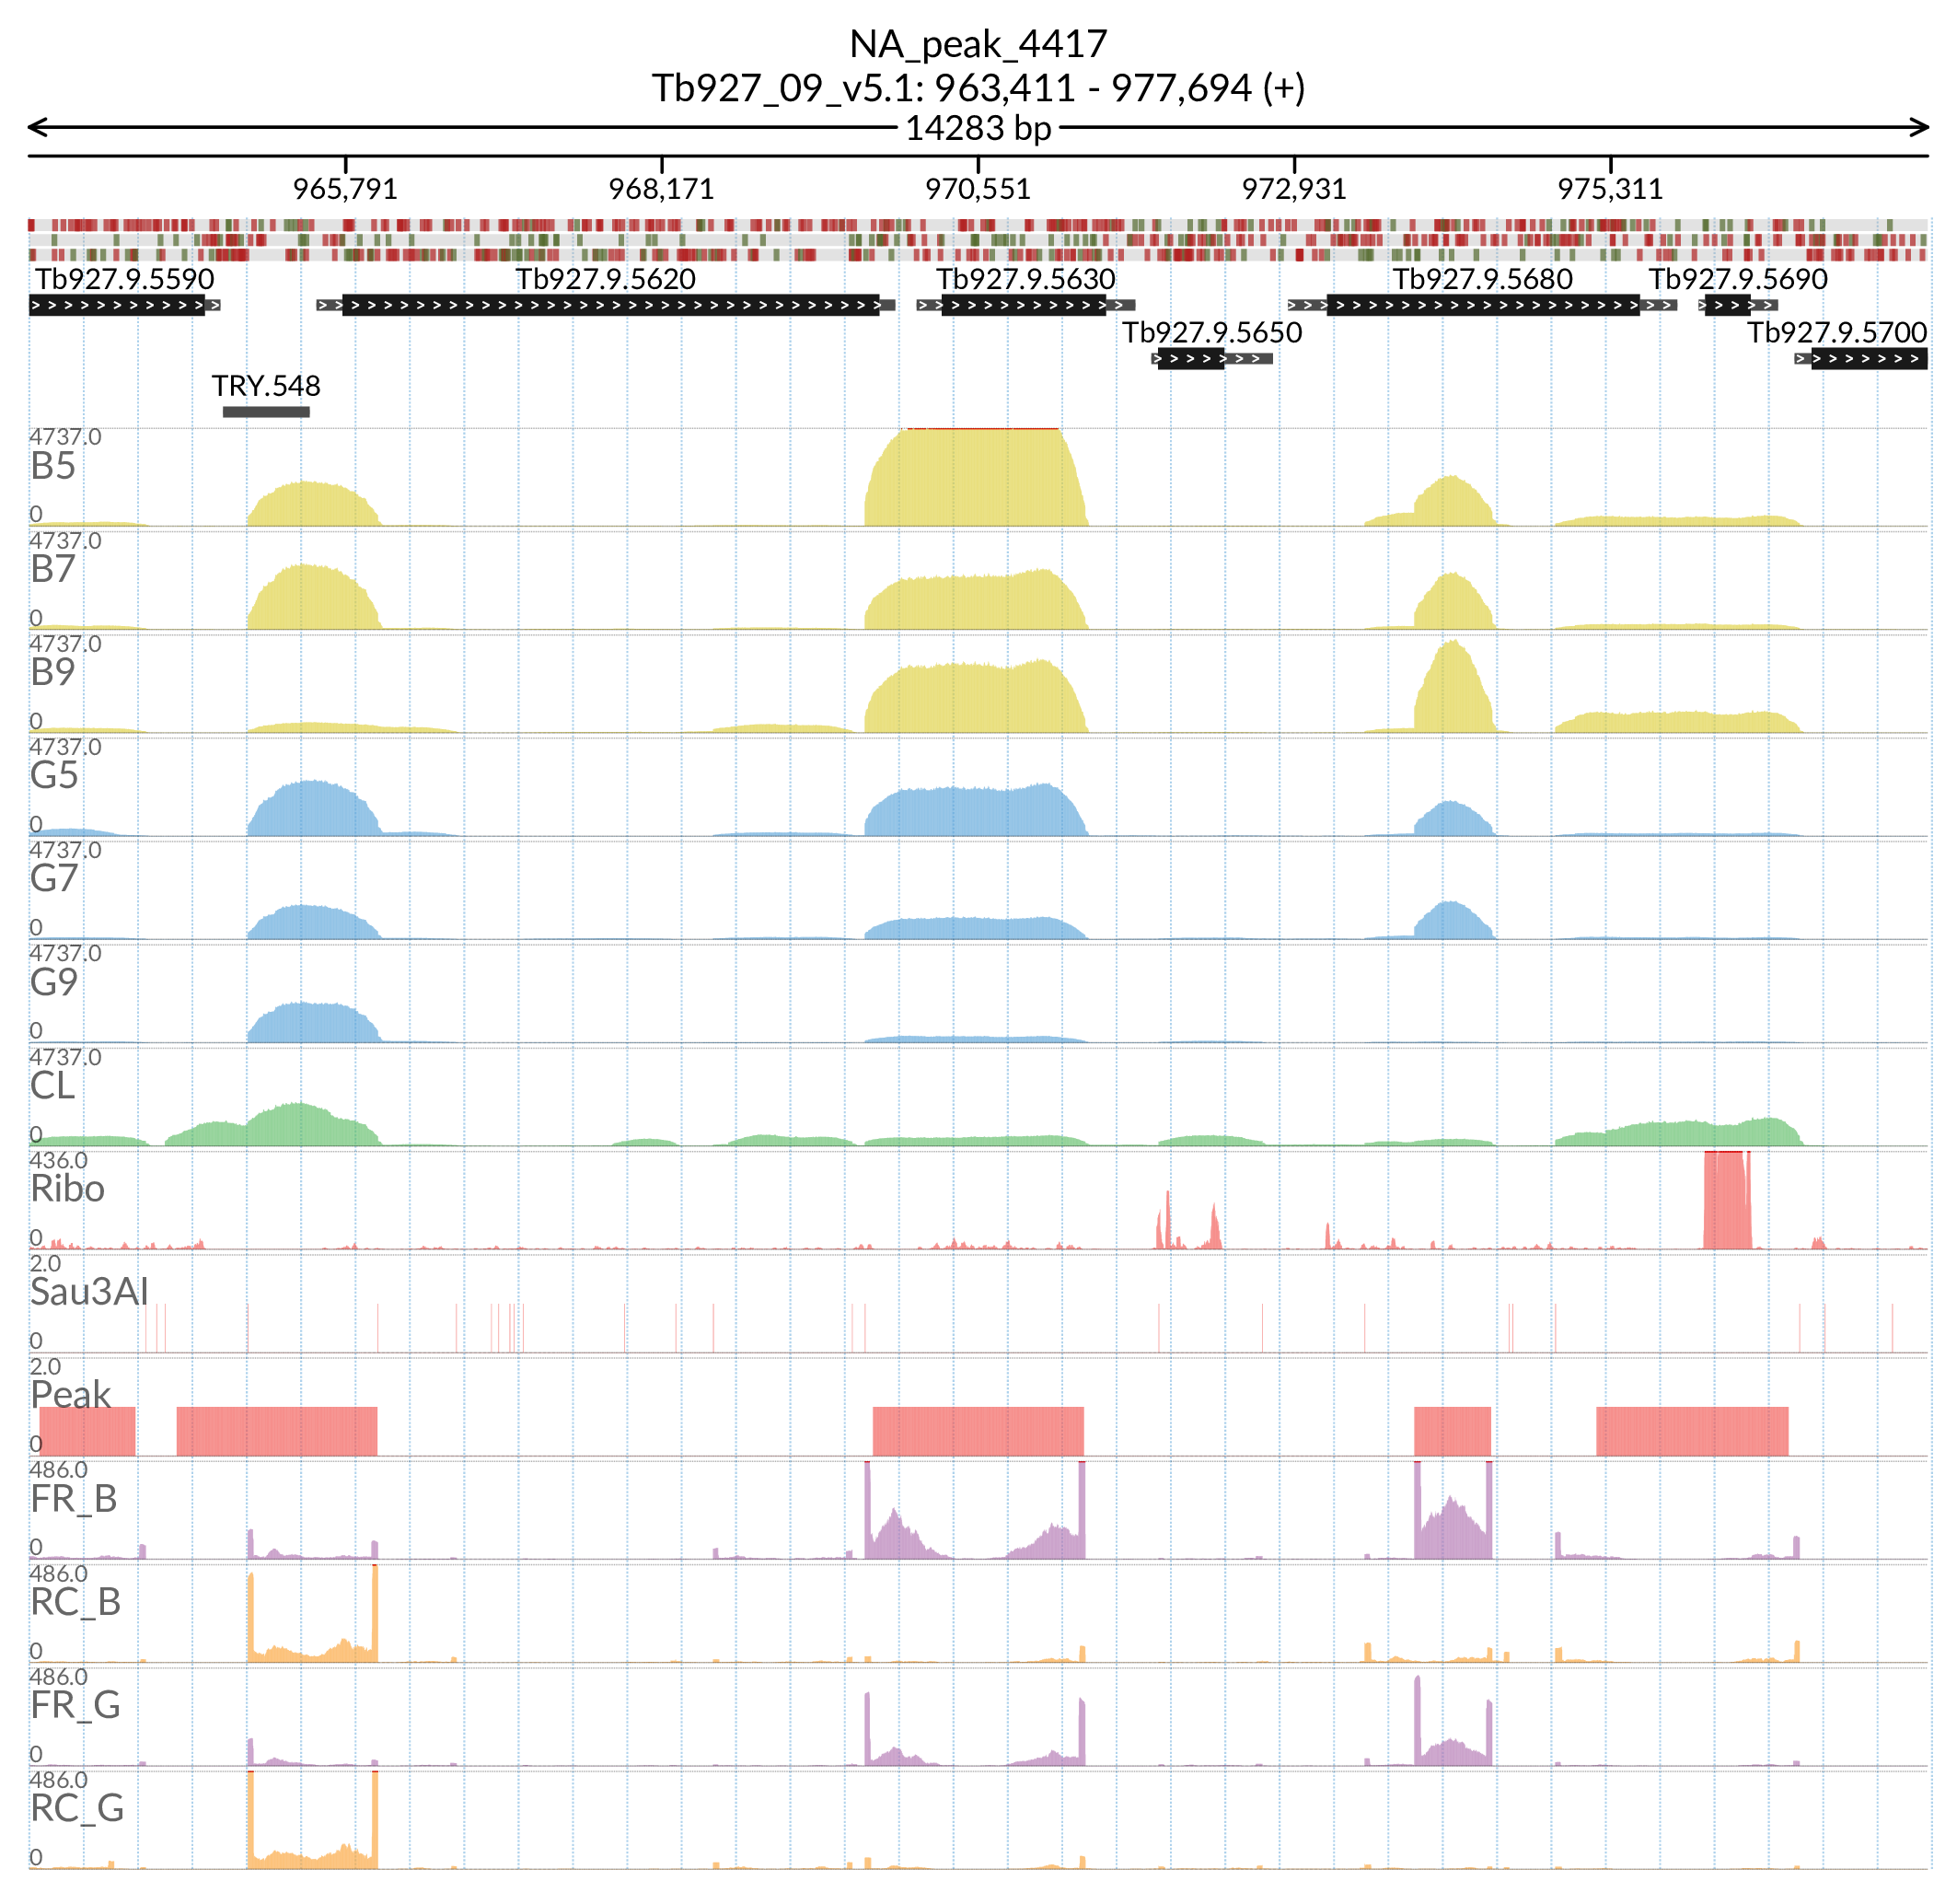 NA_peak_4417
Tb927_09_v5.1: 963,411 - 977,694 (+)
14283 bp
965,791 968,171 970,551 972,931 975,311
Tb927.9.5590 Tb927.9.5620 Tb927.9.5630 Tb927.9.5680 Tb927.9.5690
Tb927.9.5650 Tb927.9.5700
TRY.548
4737.0
B5
0
4737.0
B7
0
4737.0
B9
0
4737.0
G5
0
4737.0
G7
0
4737.0
G9
0
4737.0
CL
0
436.0
Ribo
0
2.0
Sau3AI
0
2.0
Peak
0
486.0
FR_B
0
486.0
RC_B
0
486.0
FR_G
0
486.0
RC_G
0